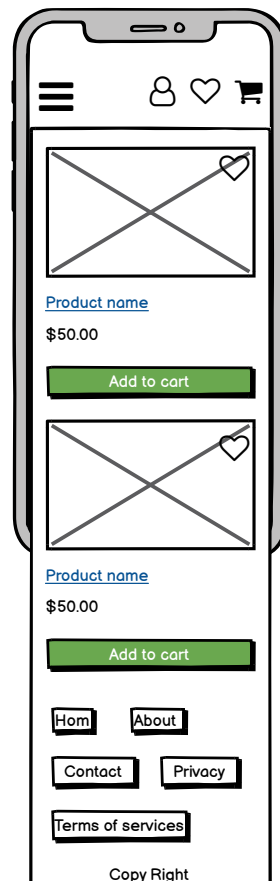 Product name
$50.00
Add to cart
Product name
$50.00
Add to cart
Hom About
Contact Privacy
Terms of services
Copy Right